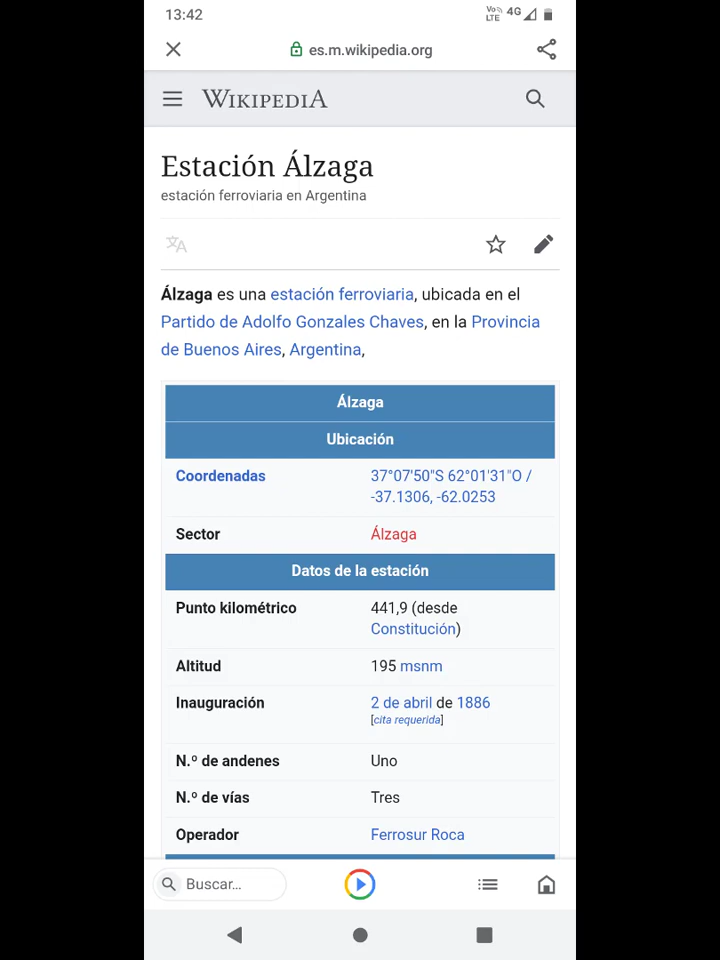 13:42
Vo
LTE
4G
es.m.wikipedia.org
WIKIPEDIA
Estación Álzaga
estación ferroviaria en Argentina
Álzaga es una estación ferroviaria, ubicada en el
Partido de Adolfo Gonzales Chaves, en la Provincia
de Buenos Aires, Argentina,
Álzaga
Ubicación
Coordenadas 37°07′50″S 62°01′31″O /
-37.1306, -62.0253
Sector Álzaga
Datos de la estación
Punto kilométrico 441,9 (desde
Constitución)
Altitud 195 msnm
Inauguración 2 de abril de 1886
[cita requerida]
N.º de andenes Uno
N.º de vías Tres
Operador Ferrosur Roca
Buscar...